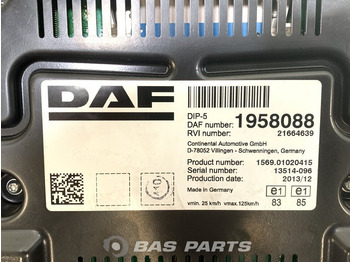 DAF
DIP-5
DAF number: 1958088
RVI number: 21664639
Continental Automotive GmbH
D-78052 Villingen - Schwenningen, Germany
Product number: 1569.01020415
Serial number: 13514-096
Production date: 2013/12
Made in Germany
e1 e1
vmin. 25 km/h vmax.125km/h 83 85
BAS PARTS